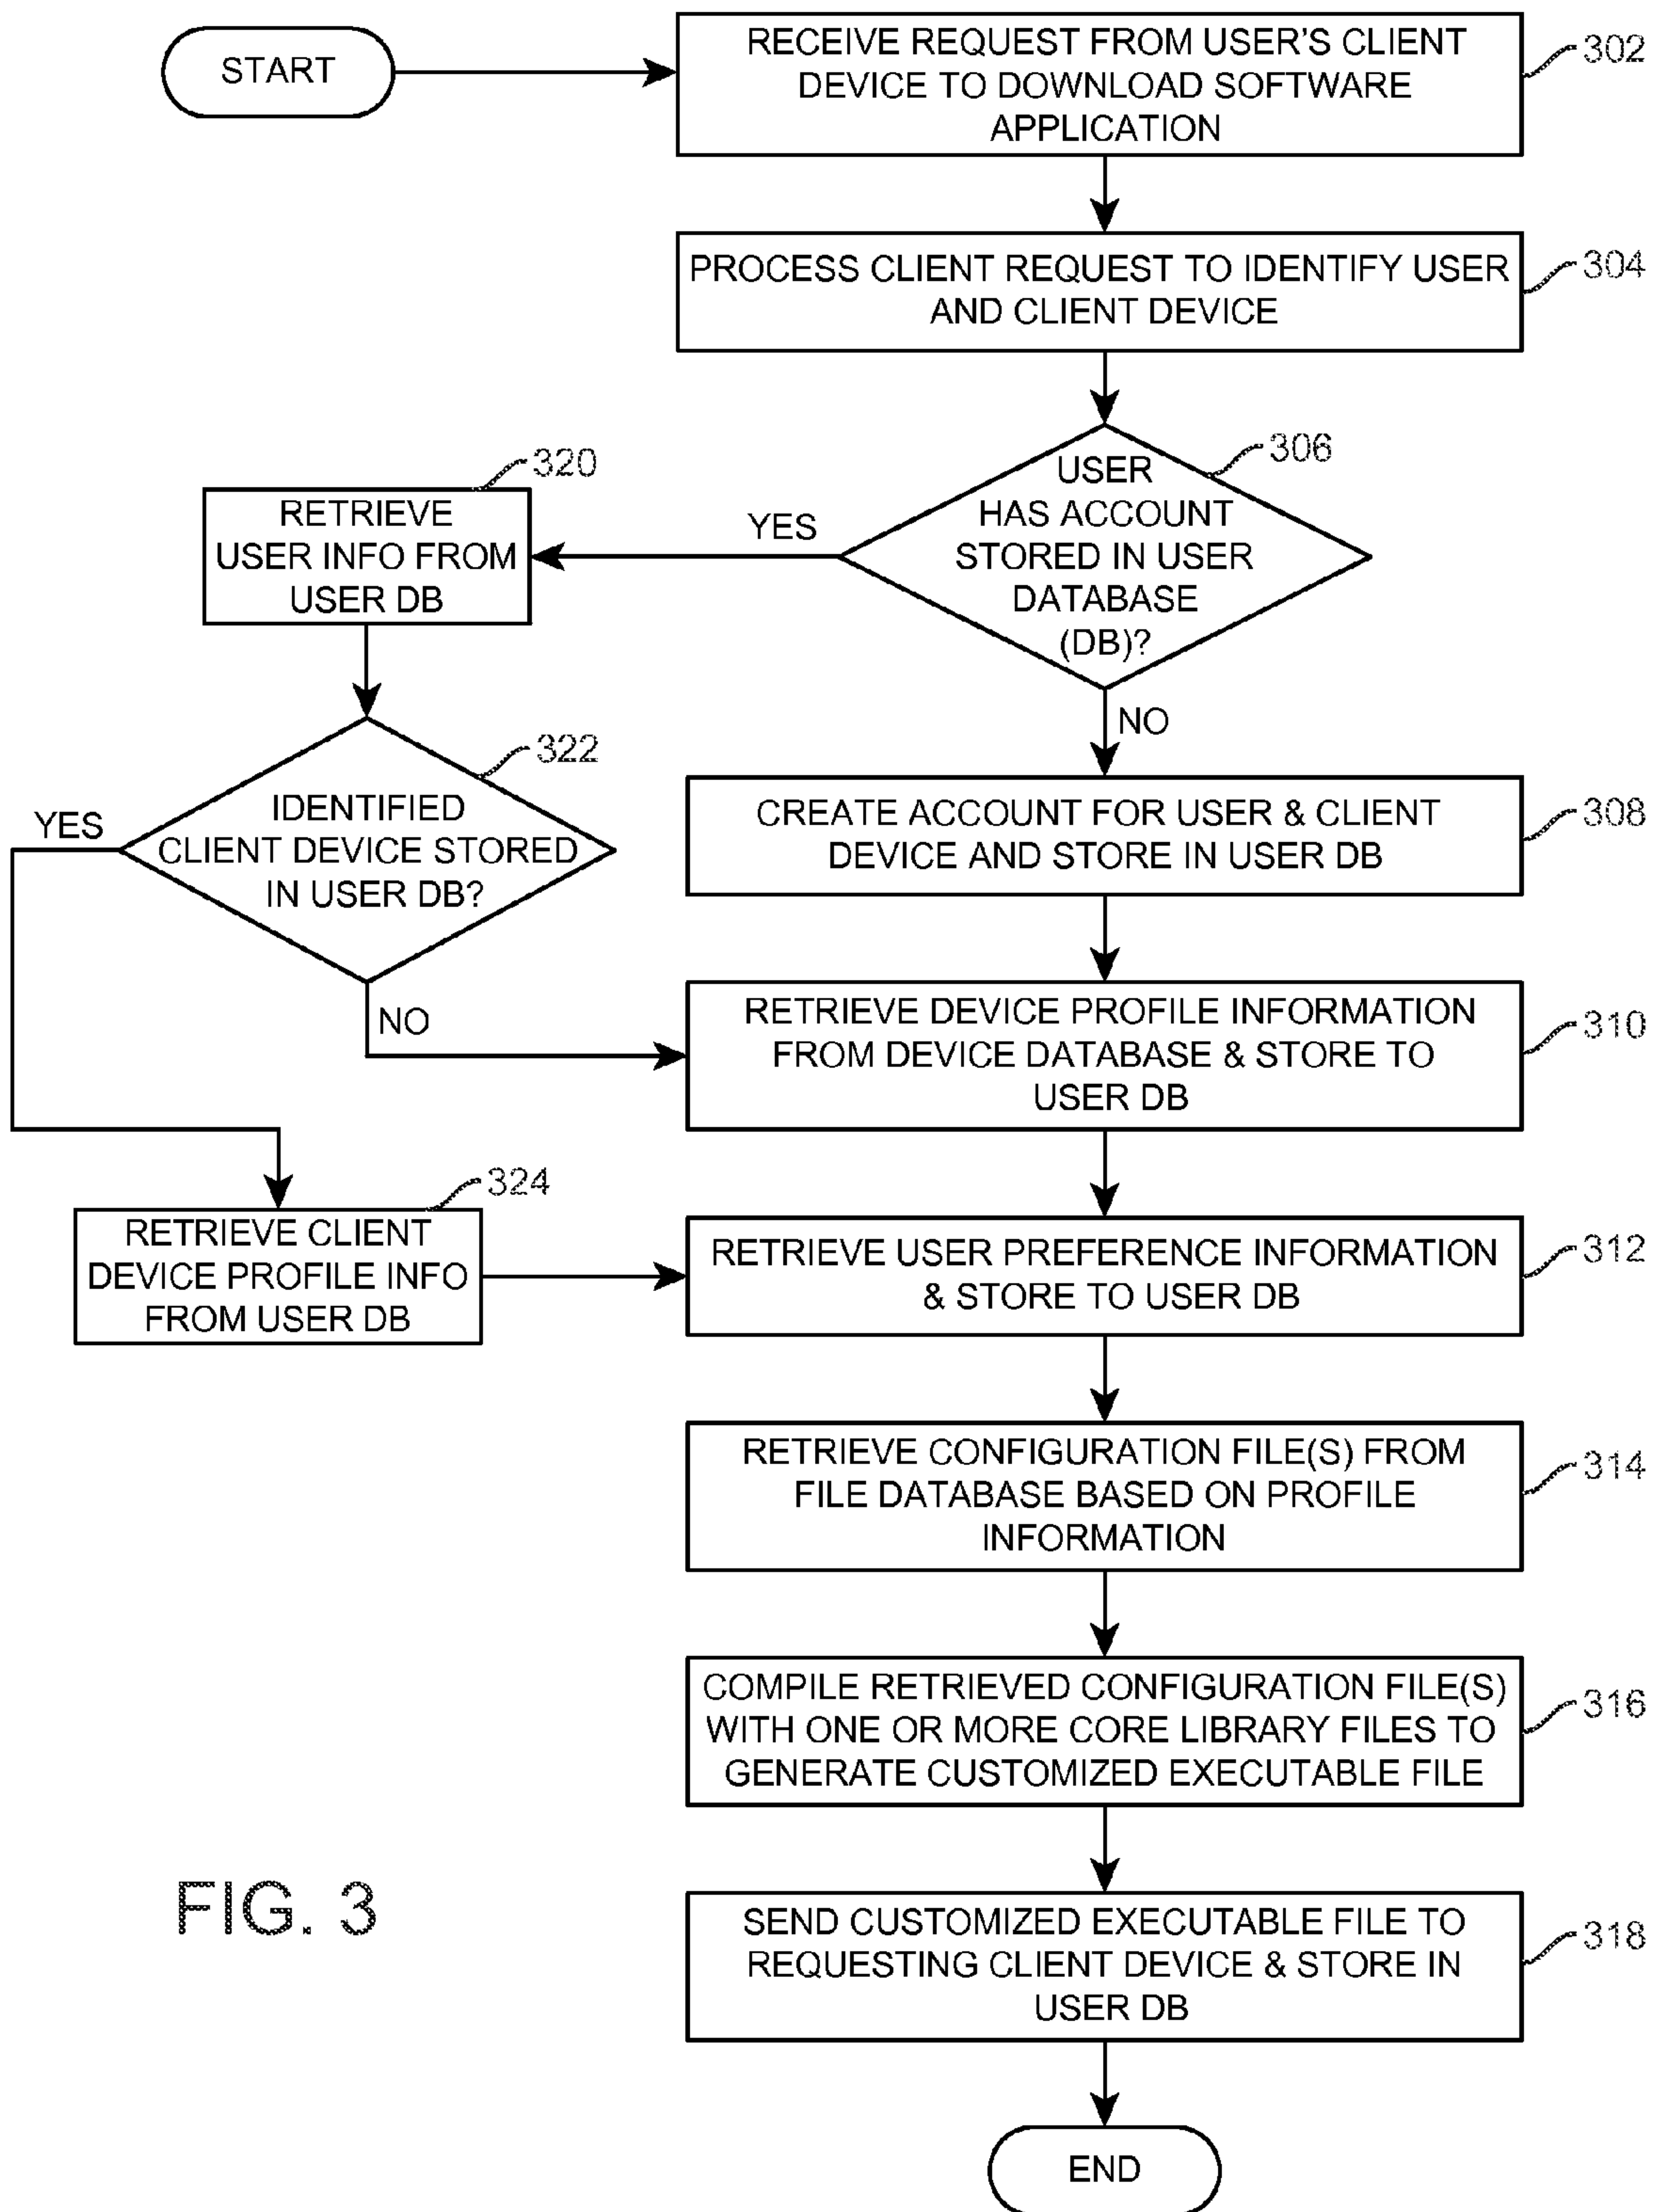 START
RECEIVE REQUEST FROM USER'S CLIENT
DEVICE TO DOWNLOAD SOFTWARE
APPLICATION
302
PROCESS CLIENT REQUEST TO IDENTIFY USER
AND CLIENT DEVICE
304
USER
HAS ACCOUNT
STORED IN USER
DATABASE
(DB)?
306
YES
320
RETRIEVE
USER INFO FROM
USER DB
NO
322
IDENTIFIED
CLIENT DEVICE STORED
IN USER DB?
YES
NO
CREATE ACCOUNT FOR USER & CLIENT
DEVICE AND STORE IN USER DB
308
RETRIEVE DEVICE PROFILE INFORMATION
FROM DEVICE DATABASE & STORE TO
USER DB
310
324
RETRIEVE CLIENT
DEVICE PROFILE INFO
FROM USER DB
RETRIEVE USER PREFERENCE INFORMATION
& STORE TO USER DB
312
RETRIEVE CONFIGURATION FILE(S) FROM
FILE DATABASE BASED ON PROFILE
INFORMATION
314
COMPILE RETRIEVED CONFIGURATION FILE(S)
WITH ONE OR MORE CORE LIBRARY FILES TO
GENERATE CUSTOMIZED EXECUTABLE FILE
316
SEND CUSTOMIZED EXECUTABLE FILE TO
REQUESTING CLIENT DEVICE & STORE IN
USER DB
318
END
FIG. 3